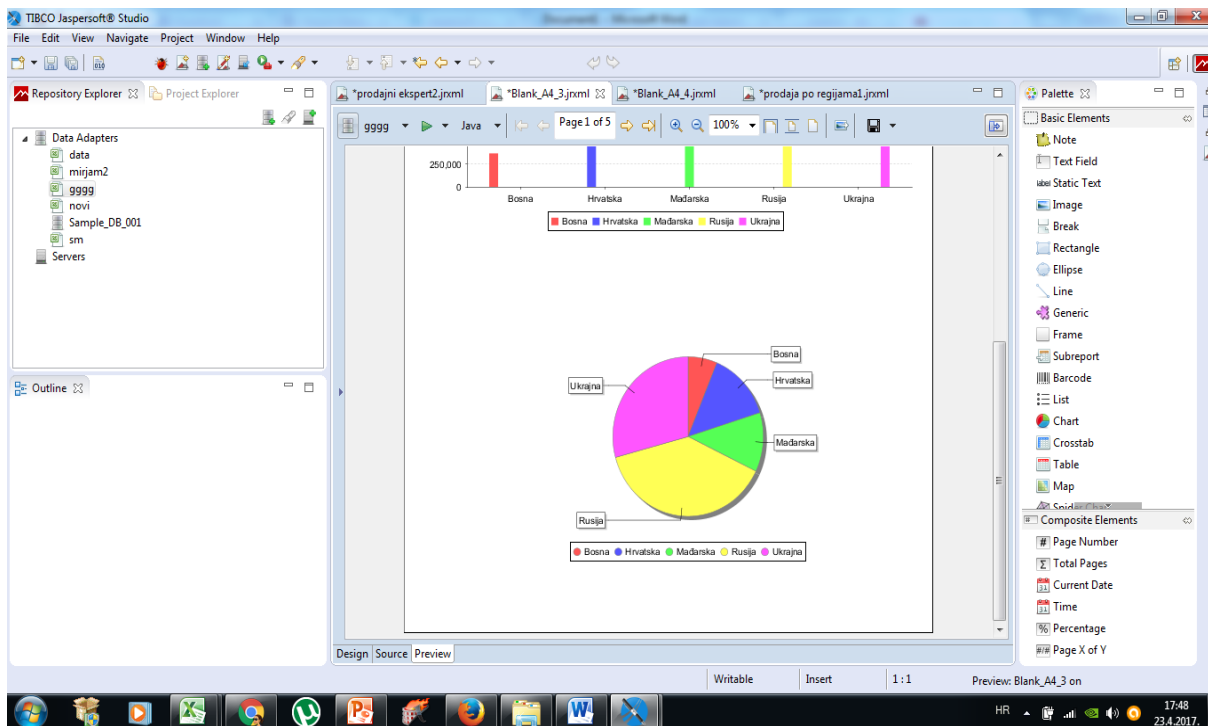 TIBCO Jaspersoft® Studio
[Document] - Microsoft Word
File Edit View Navigate Project Window Help
Repository Explorer
Project Explorer
Data Adapters
data
mirjam2
gggg
novi
Sample_DB_001
sm
Servers
Outline
*prodajni ekspert2.jrxml
*Blank_A4_3.jrxml
*Blank_A4_4.jrxml
*prodaja po regijama1.jrxml
gggg
Java
Page 1 of 5
100%
250,000
0
Bosna Hrvatska Mađarska Rusija Ukrajna
Bosna Hrvatska Mađarska Rusija Ukrajna
Bosna
Ukrajna
Hrvatska
Mađarska
Rusija
Bosna Hrvatska Mađarska Rusija Ukrajna
Design Source Preview
Palette
Basic Elements
Note
Text Field
label Static Text
Image
Break
Rectangle
Ellipse
Line
Generic
Frame
Subreport
Barcode
List
Chart
Crosstab
Table
Map
Composite Elements
# Page Number
Σ Total Pages
31 Current Date
31 Time
% Percentage
#/# Page X of Y
Writable Insert 1 : 1 Preview: Blank_A4_3 on
HR
17:48
23.4.2017.